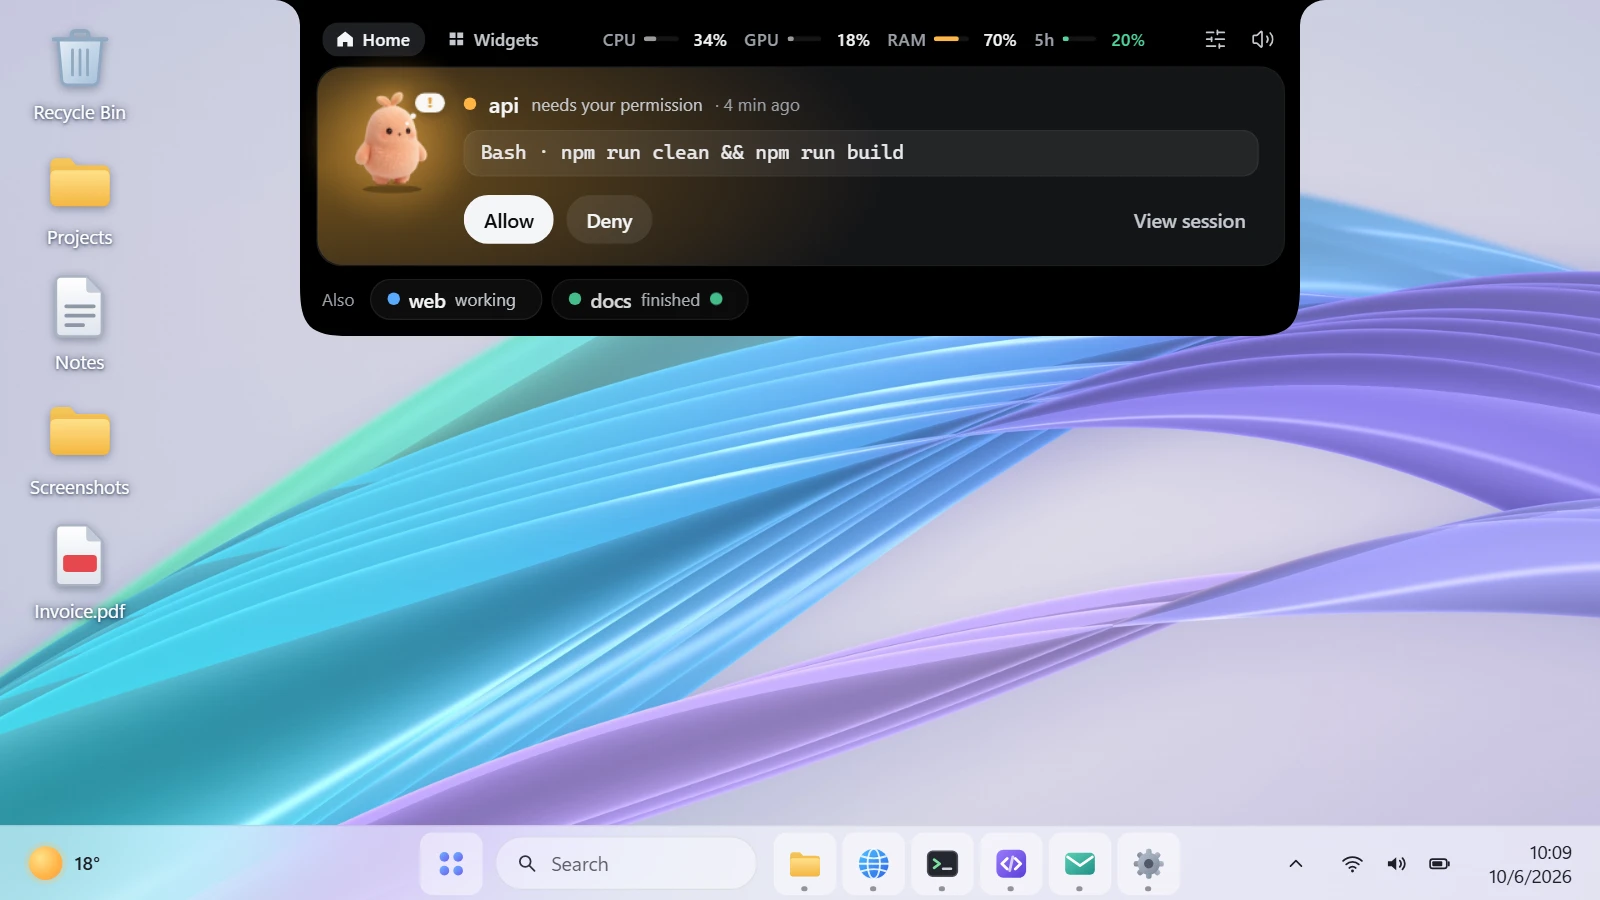 Home
Widgets
CPU 34% GPU 18% RAM 70% 5h 20%
! api needs your permission · 4 min ago
Bash · npm run clean && npm run build
Allow
Deny
View session
Also
web working
docs finished
Recycle Bin
Projects
Notes
Screenshots
Invoice.pdf
18°
Search
10:09
10/6/2026